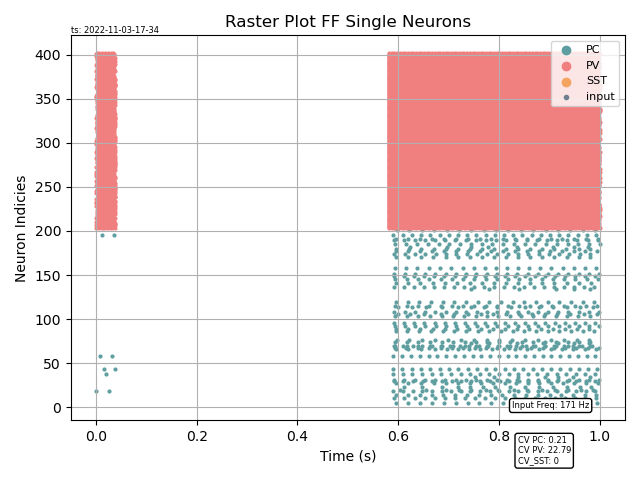 Raster Plot FF Single Neurons
ts: 2022-11-03-17-34
PC
PV
SST
input
400
350
300
250
200
150
100
50
0
Neuron Indicies
Input Freq: 171 Hz
0.0 0.2 0.4 0.6 0.8 1.0
Time (s)
CV PC: 0.21
CV PV: 22.79
CV_SST: 0